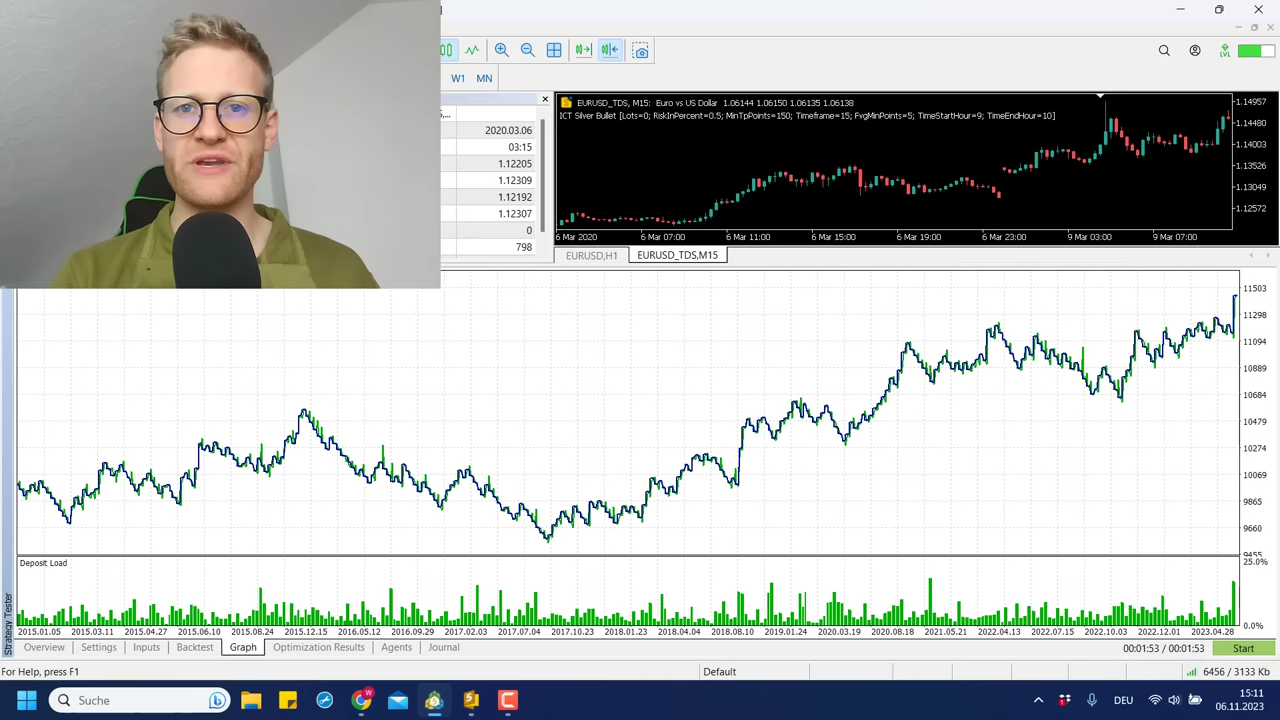 W1 MN
2020.03.06
03:15
1.12205
1.12309
1.12192
1.12307
0
798
EURUSD_TDS, M15: Euro vs US Dollar 1.06144 1.06150 1.06135 1.06138
ICT Silver Bullet [Lots=0; RiskInPercent=0.5; MinTpPoints=150; Timeframe=15; FvgMinPoints=5; TimeStartHour=9; TimeEndHour=10]
1.14957
1.14480
1.14003
1.13526
1.13049
1.12572
6 Mar 2020 6 Mar 07:00 6 Mar 11:00 6 Mar 15:00 6 Mar 19:00 6 Mar 23:00 9 Mar 03:00 9 Mar 07:00
EURUSD,H1 EURUSD_TDS,M15
LVL
11503
11298
11094
10889
10684
10479
10274
10069
9865
9660
9455
Deposit Load
25.0%
0.0%
2015.01.05 2015.03.11 2015.04.27 2015.06.10 2015.08.24 2015.12.15 2016.05.12 2016.09.29 2017.02.03 2017.07.04 2017.10.23 2018.01.23 2018.04.04 2018.08.10 2019.01.24 2020.03.19 2020.08.18 2021.05.21 2022.04.13 2022.07.15 2022.10.03 2022.12.01 2023.04.28
Strategy Tester
Overview Settings Inputs Backtest Graph Optimization Results Agents Journal
00:01:53 / 00:01:53 Start
For Help, press F1
Default
6456 / 3133 Kb
Suche
W
5
DEU
15:11
06.11.2023